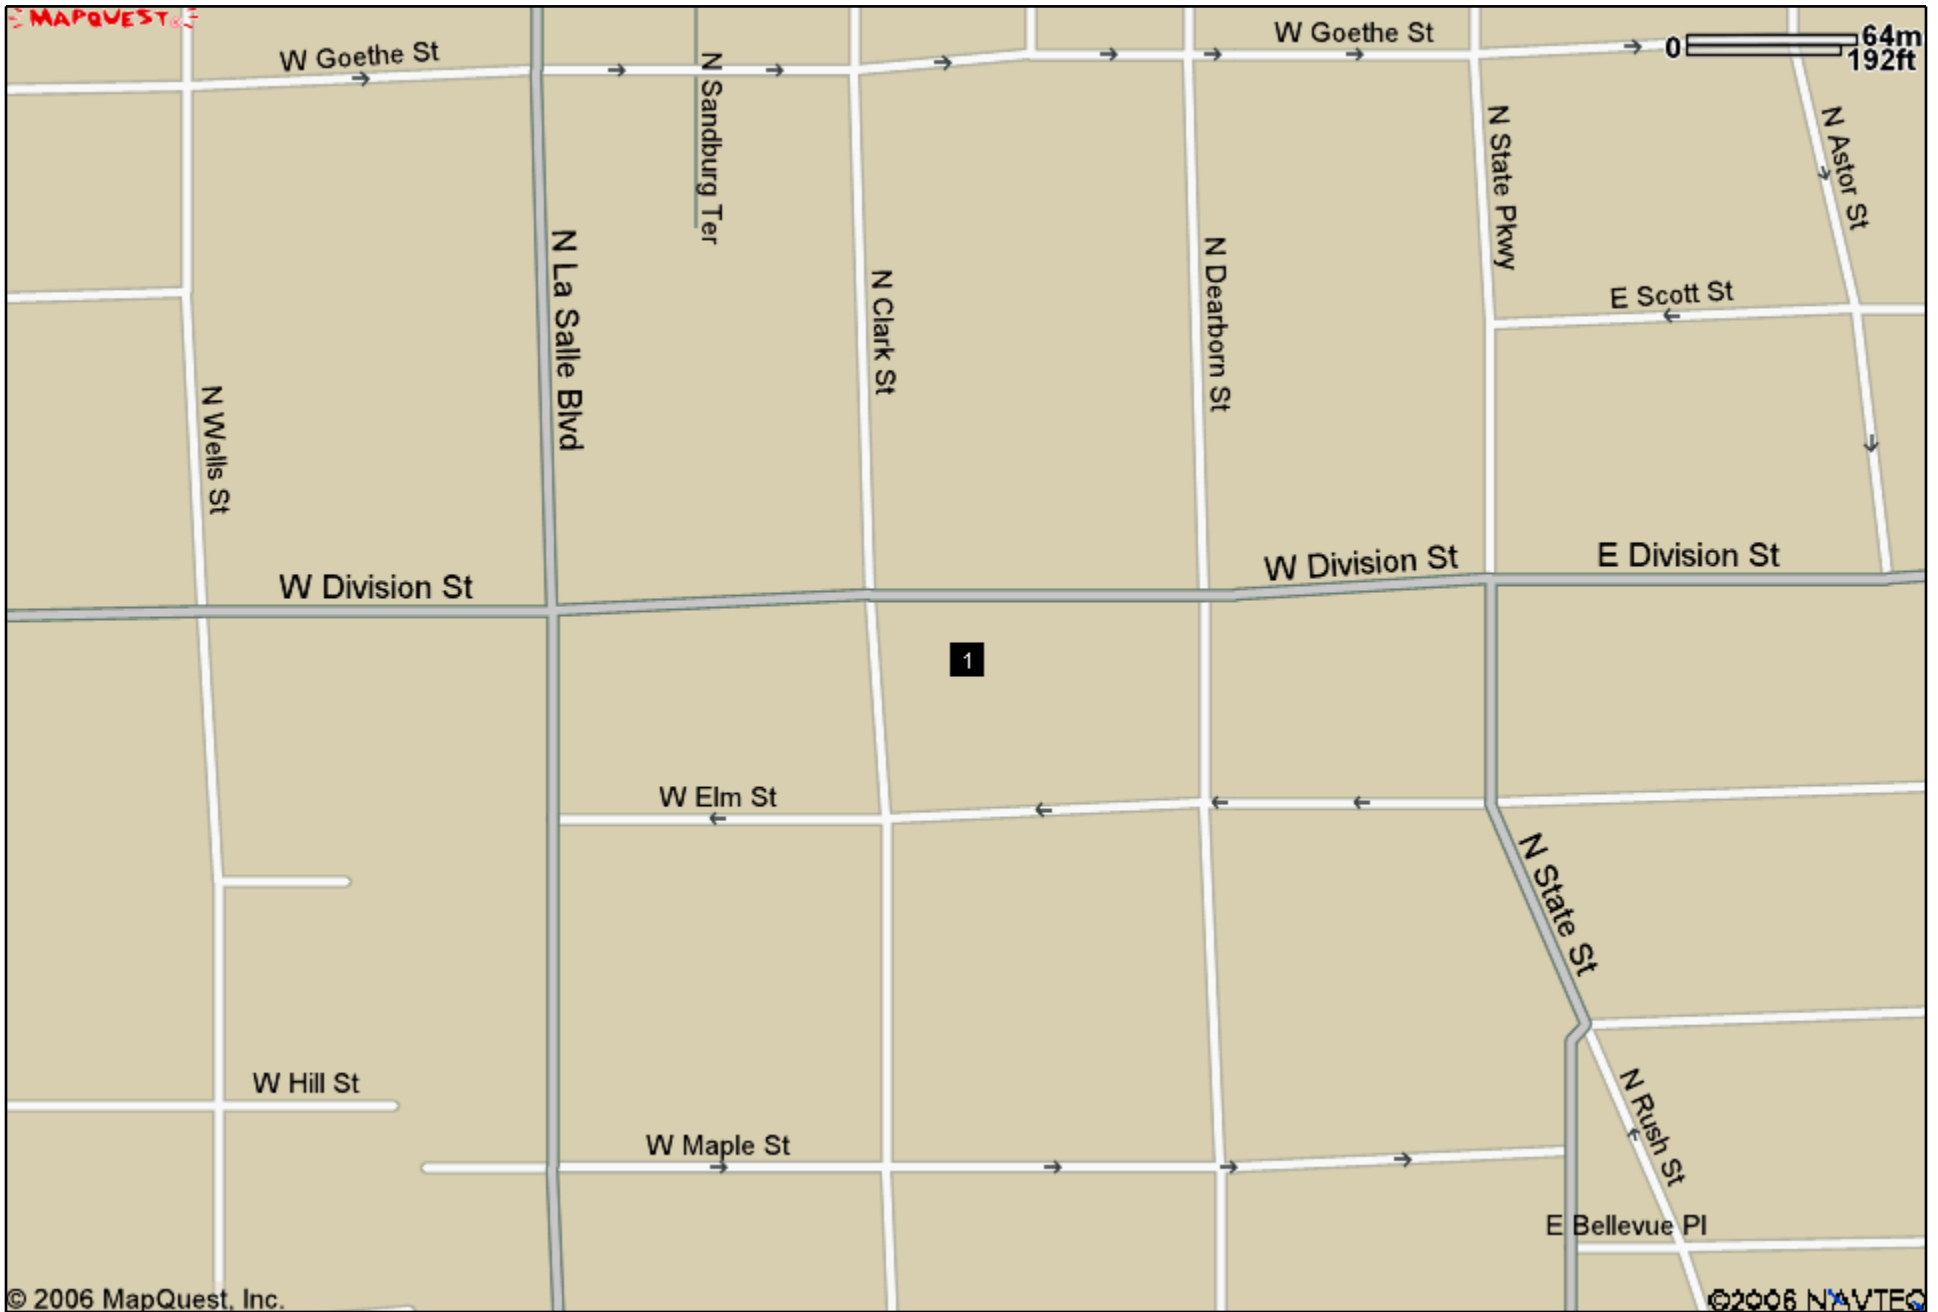 MAPQUEST
W Goethe St
W Goethe St
0
64m
192ft
N Sandburg Ter
N State Pkwy
N Astor St
N La Salle Blvd
N Clark St
N Dearborn St
E Scott St
N Wells St
W Division St
W Division St
E Division St
1
W Elm St
N State St
W Hill St
N Rush St
W Maple St
E Bellevue Pl
© 2006 MapQuest, Inc.
©2006 NAVTEQ